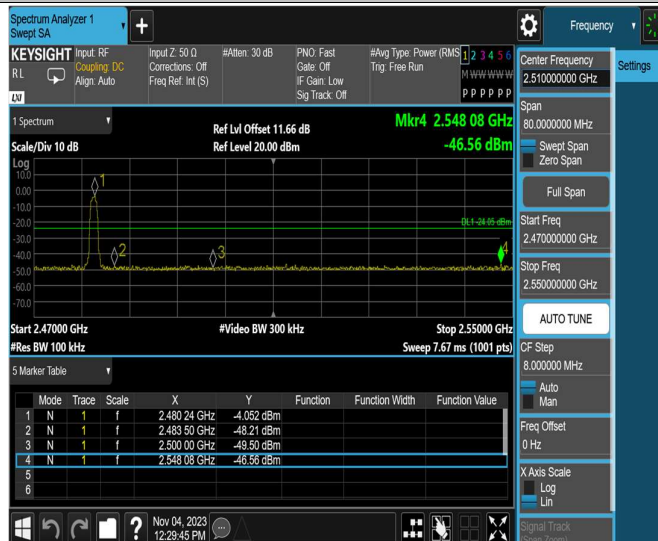 Spectrum Analyzer 1
Swept SA
Frequency
KEYSIGHT
Input: RF
Input Z: 50 Ω
#Atten: 30 dB
PNO: Fast
#Avg Type: Power (RMS
1 2 3 4 5 6
R L
Coupling: DC
Corrections: Off
Gate: Off
Trig: Free Run
M W W W W W
Align: Auto
Freq Ref: Int (S)
IF Gain: Low
Sig Track: Off
P P P P P P
LXI
1 Spectrum
Ref Lvl Offset 11.66 dB
Mkr4 2.548 08 GHz
Scale/Div 10 dB
Ref Level 20.00 dBm
-46.56 dBm
Log
10.0
0.00
-10.0
-20.0
-30.0
-40.0
-50.0
-60.0
-70.0
1
2
3
4
DL1 -24.05 dBm
Start 2.47000 GHz
#Video BW 300 kHz
Stop 2.55000 GHz
#Res BW 100 kHz
Sweep 7.67 ms (1001 pts)
5 Marker Table
Mode Trace Scale X Y Function Function Width Function Value
1 N 1 f 2.480 24 GHz -4.052 dBm
2 N 1 f 2.483 50 GHz -48.21 dBm
3 N 1 f 2.500 00 GHz -49.50 dBm
4 N 1 f 2.548 08 GHz -46.56 dBm
5
6
?
Nov 04, 2023
12:29:45 PM
Center Frequency
2.510000000 GHz
Settings
Span
80.0000000 MHz
Swept Span
Zero Span
Full Span
Start Freq
2.470000000 GHz
Stop Freq
2.550000000 GHz
AUTO TUNE
CF Step
8.000000 MHz
Auto
Man
Freq Offset
0 Hz
X Axis Scale
Log
Lin
Signal Track
(Span Zoom)